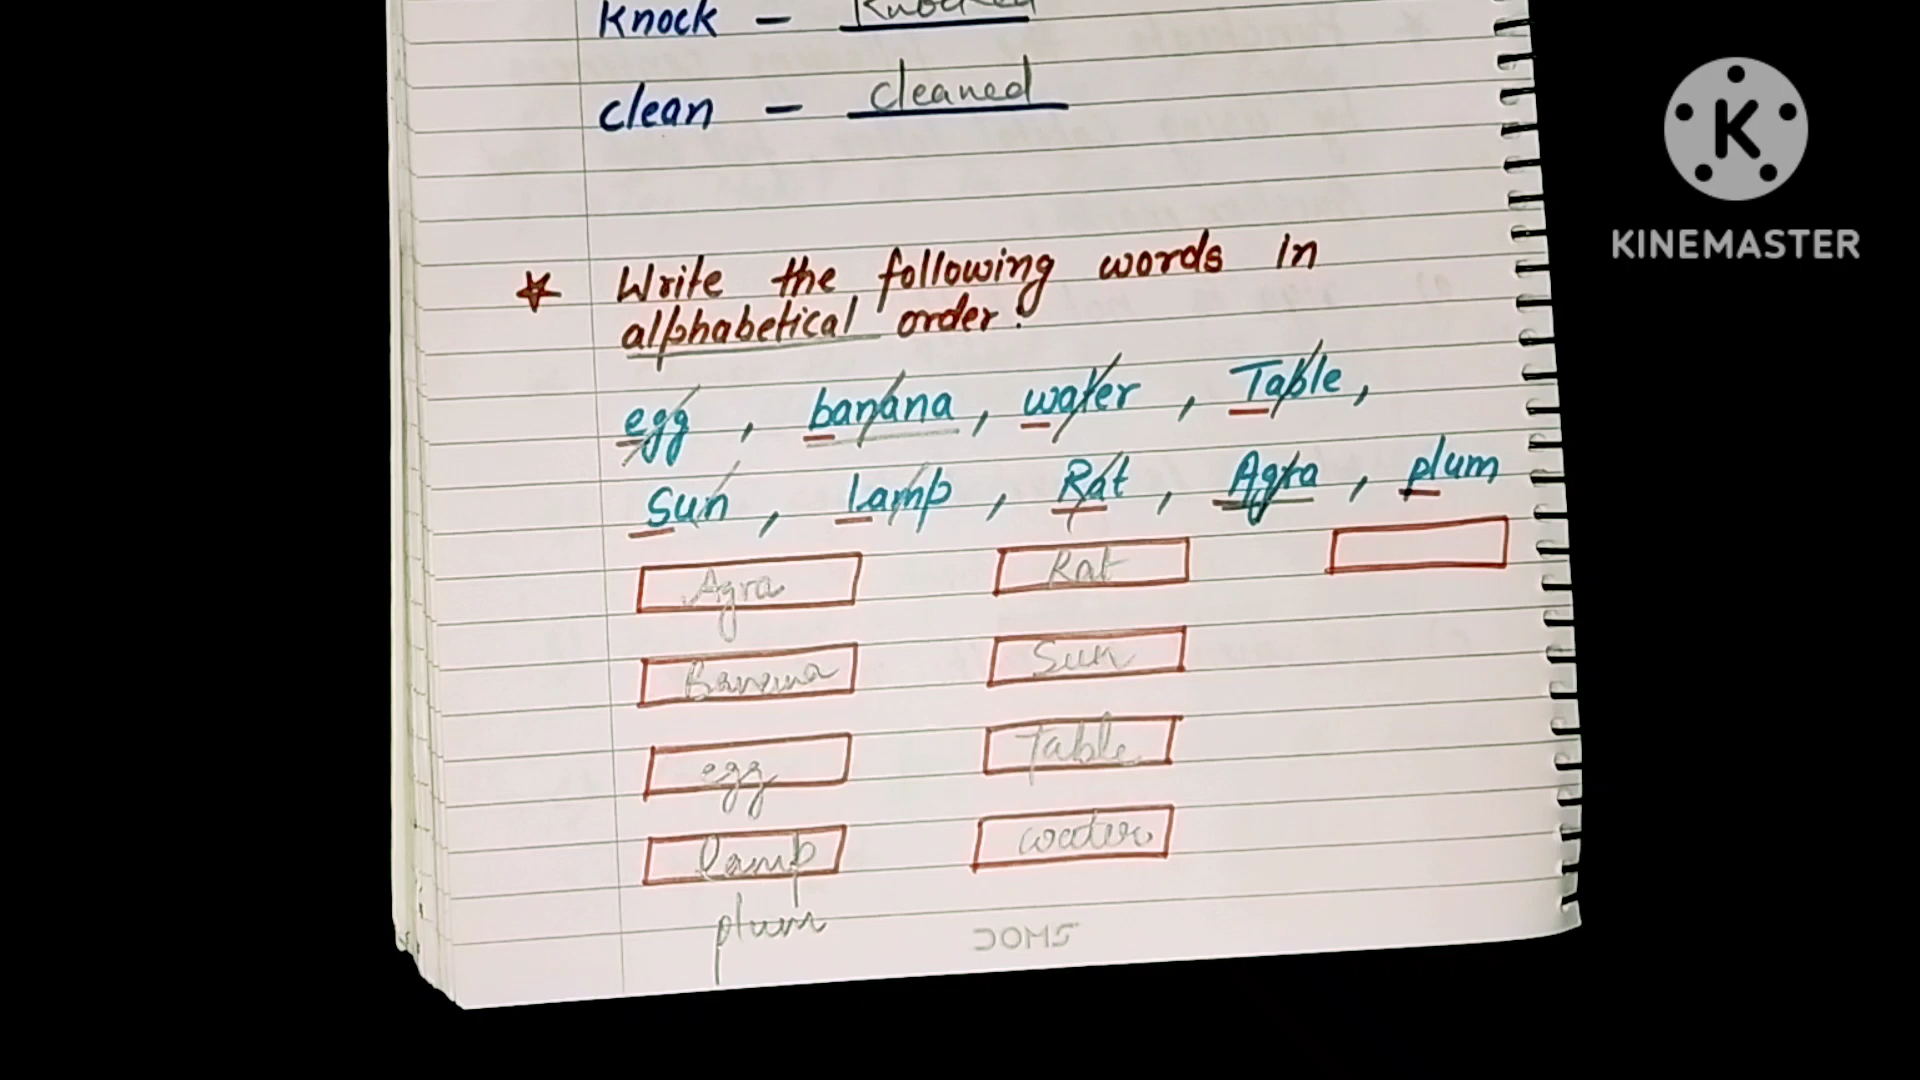 Knock - Knocked
clean - cleaned
Write the following words in
alphabetical order:
egg, banana, water, Table,
Sun, Lamp, Rat, Agra, plum
Agra Rat
Banana Sun
egg Table
lamp water
plum
DOMS
K
KINEMASTER